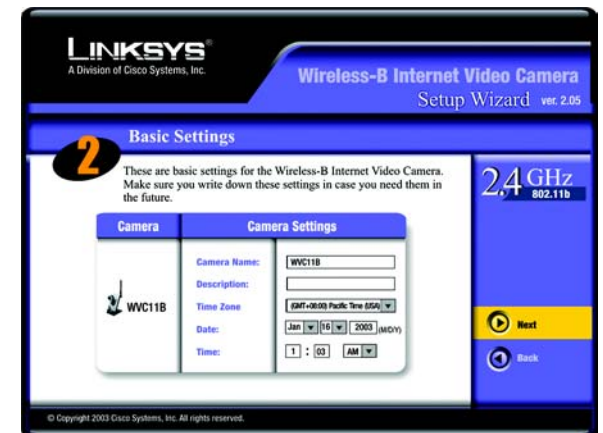 LINKSYS®
A Division of Cisco Systems, Inc.
Wireless-B Internet Video Camera
Setup Wizard ver. 2.05
2
Basic Settings
These are basic settings for the Wireless-B Internet Video Camera.
Make sure you write down these settings in case you need them in
the future.
2.4 GHz
802.11b
Camera
Camera Settings
WVC11B
Camera Name: WVC11B
Description:
Time Zone (GMT+08:00) Pacific Time (USA)
Date: Jan 16 2003 (M/D/Y)
Time: 1 : 03 AM
Next
Back
© Copyright 2003 Cisco Systems, Inc. All rights reserved.